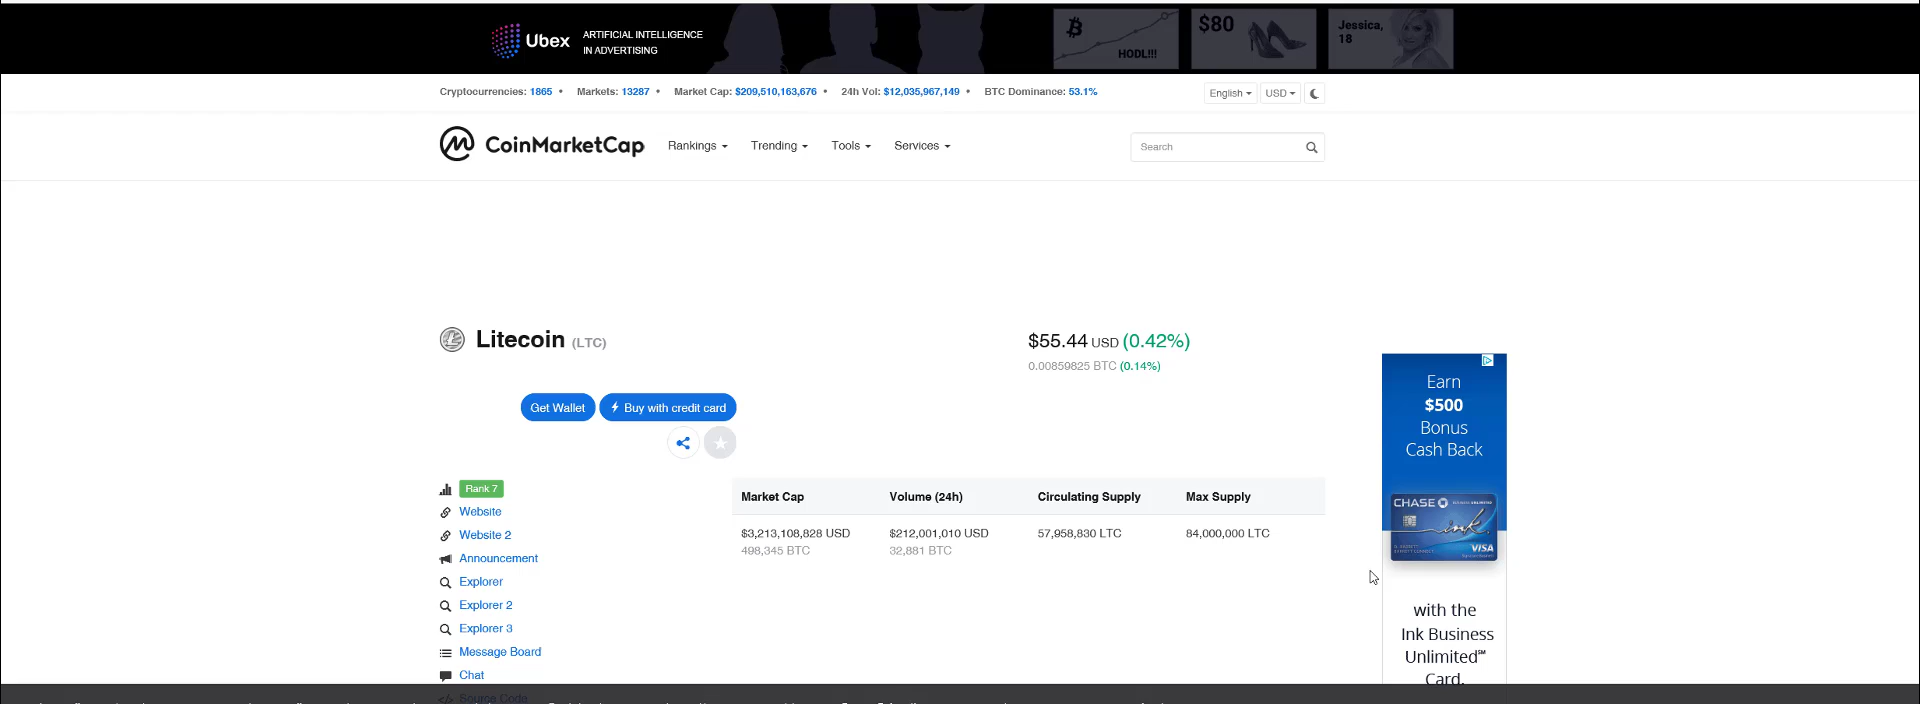 Ubex
ARTIFICIAL INTELLIGENCE
IN ADVERTISING
HODL!!!
$80
Jessica,
18
Cryptocurrencies: 1865 • Markets: 13287 • Market Cap: $209,510,163,676 • 24h Vol: $12,035,967,149 • BTC Dominance: 53.1%
English USD
CoinMarketCap Rankings Trending Tools Services Search
Litecoin (LTC)
$55.44 USD (0.42%)
0.00859825 BTC (0.14%)
Get Wallet Buy with credit card
Rank 7
Website
Website 2
Announcement
Explorer
Explorer 2
Explorer 3
Message Board
Chat
Source Code
Market Cap Volume (24h) Circulating Supply Max Supply
$3,213,108,828 USD $212,001,010 USD 57,958,830 LTC 84,000,000 LTC
498,345 BTC 32,881 BTC
Earn
$500
Bonus
Cash Back
CHASE
ink
VISA
with the
Ink Business
Unlimited℠
Card.